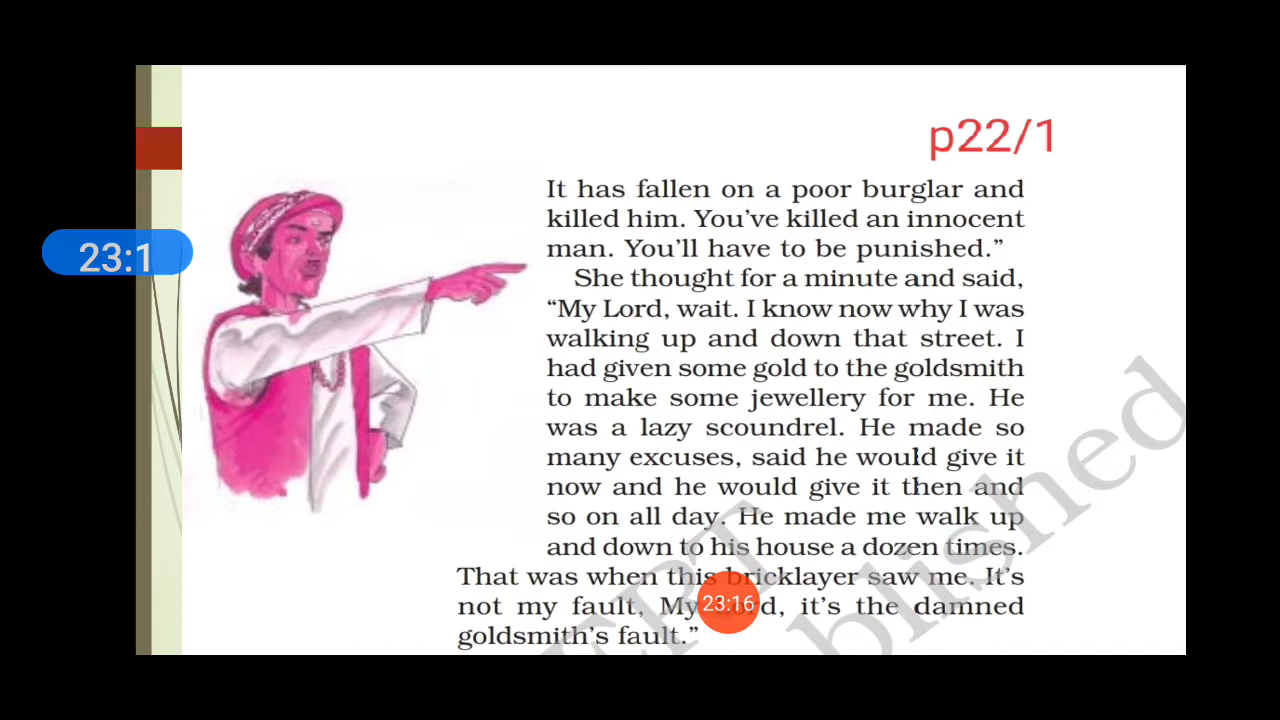 p22/1
It has fallen on a poor burglar and
killed him. You've killed an innocent
man. You'll have to be punished."
She thought for a minute and said,
"My Lord, wait. I know now why I was
walking up and down that street. I
had given some gold to the goldsmith
to make some jewellery for me. He
was a lazy scoundrel. He made so
many excuses, said he would give it
now and he would give it then and
so on all day. He made me walk up
and down to his house a dozen times.
That was when this bricklayer saw me. It's
not my fault, My Lord, it's the damned
goldsmith's fault."
23:1
23:16
ERT
blished